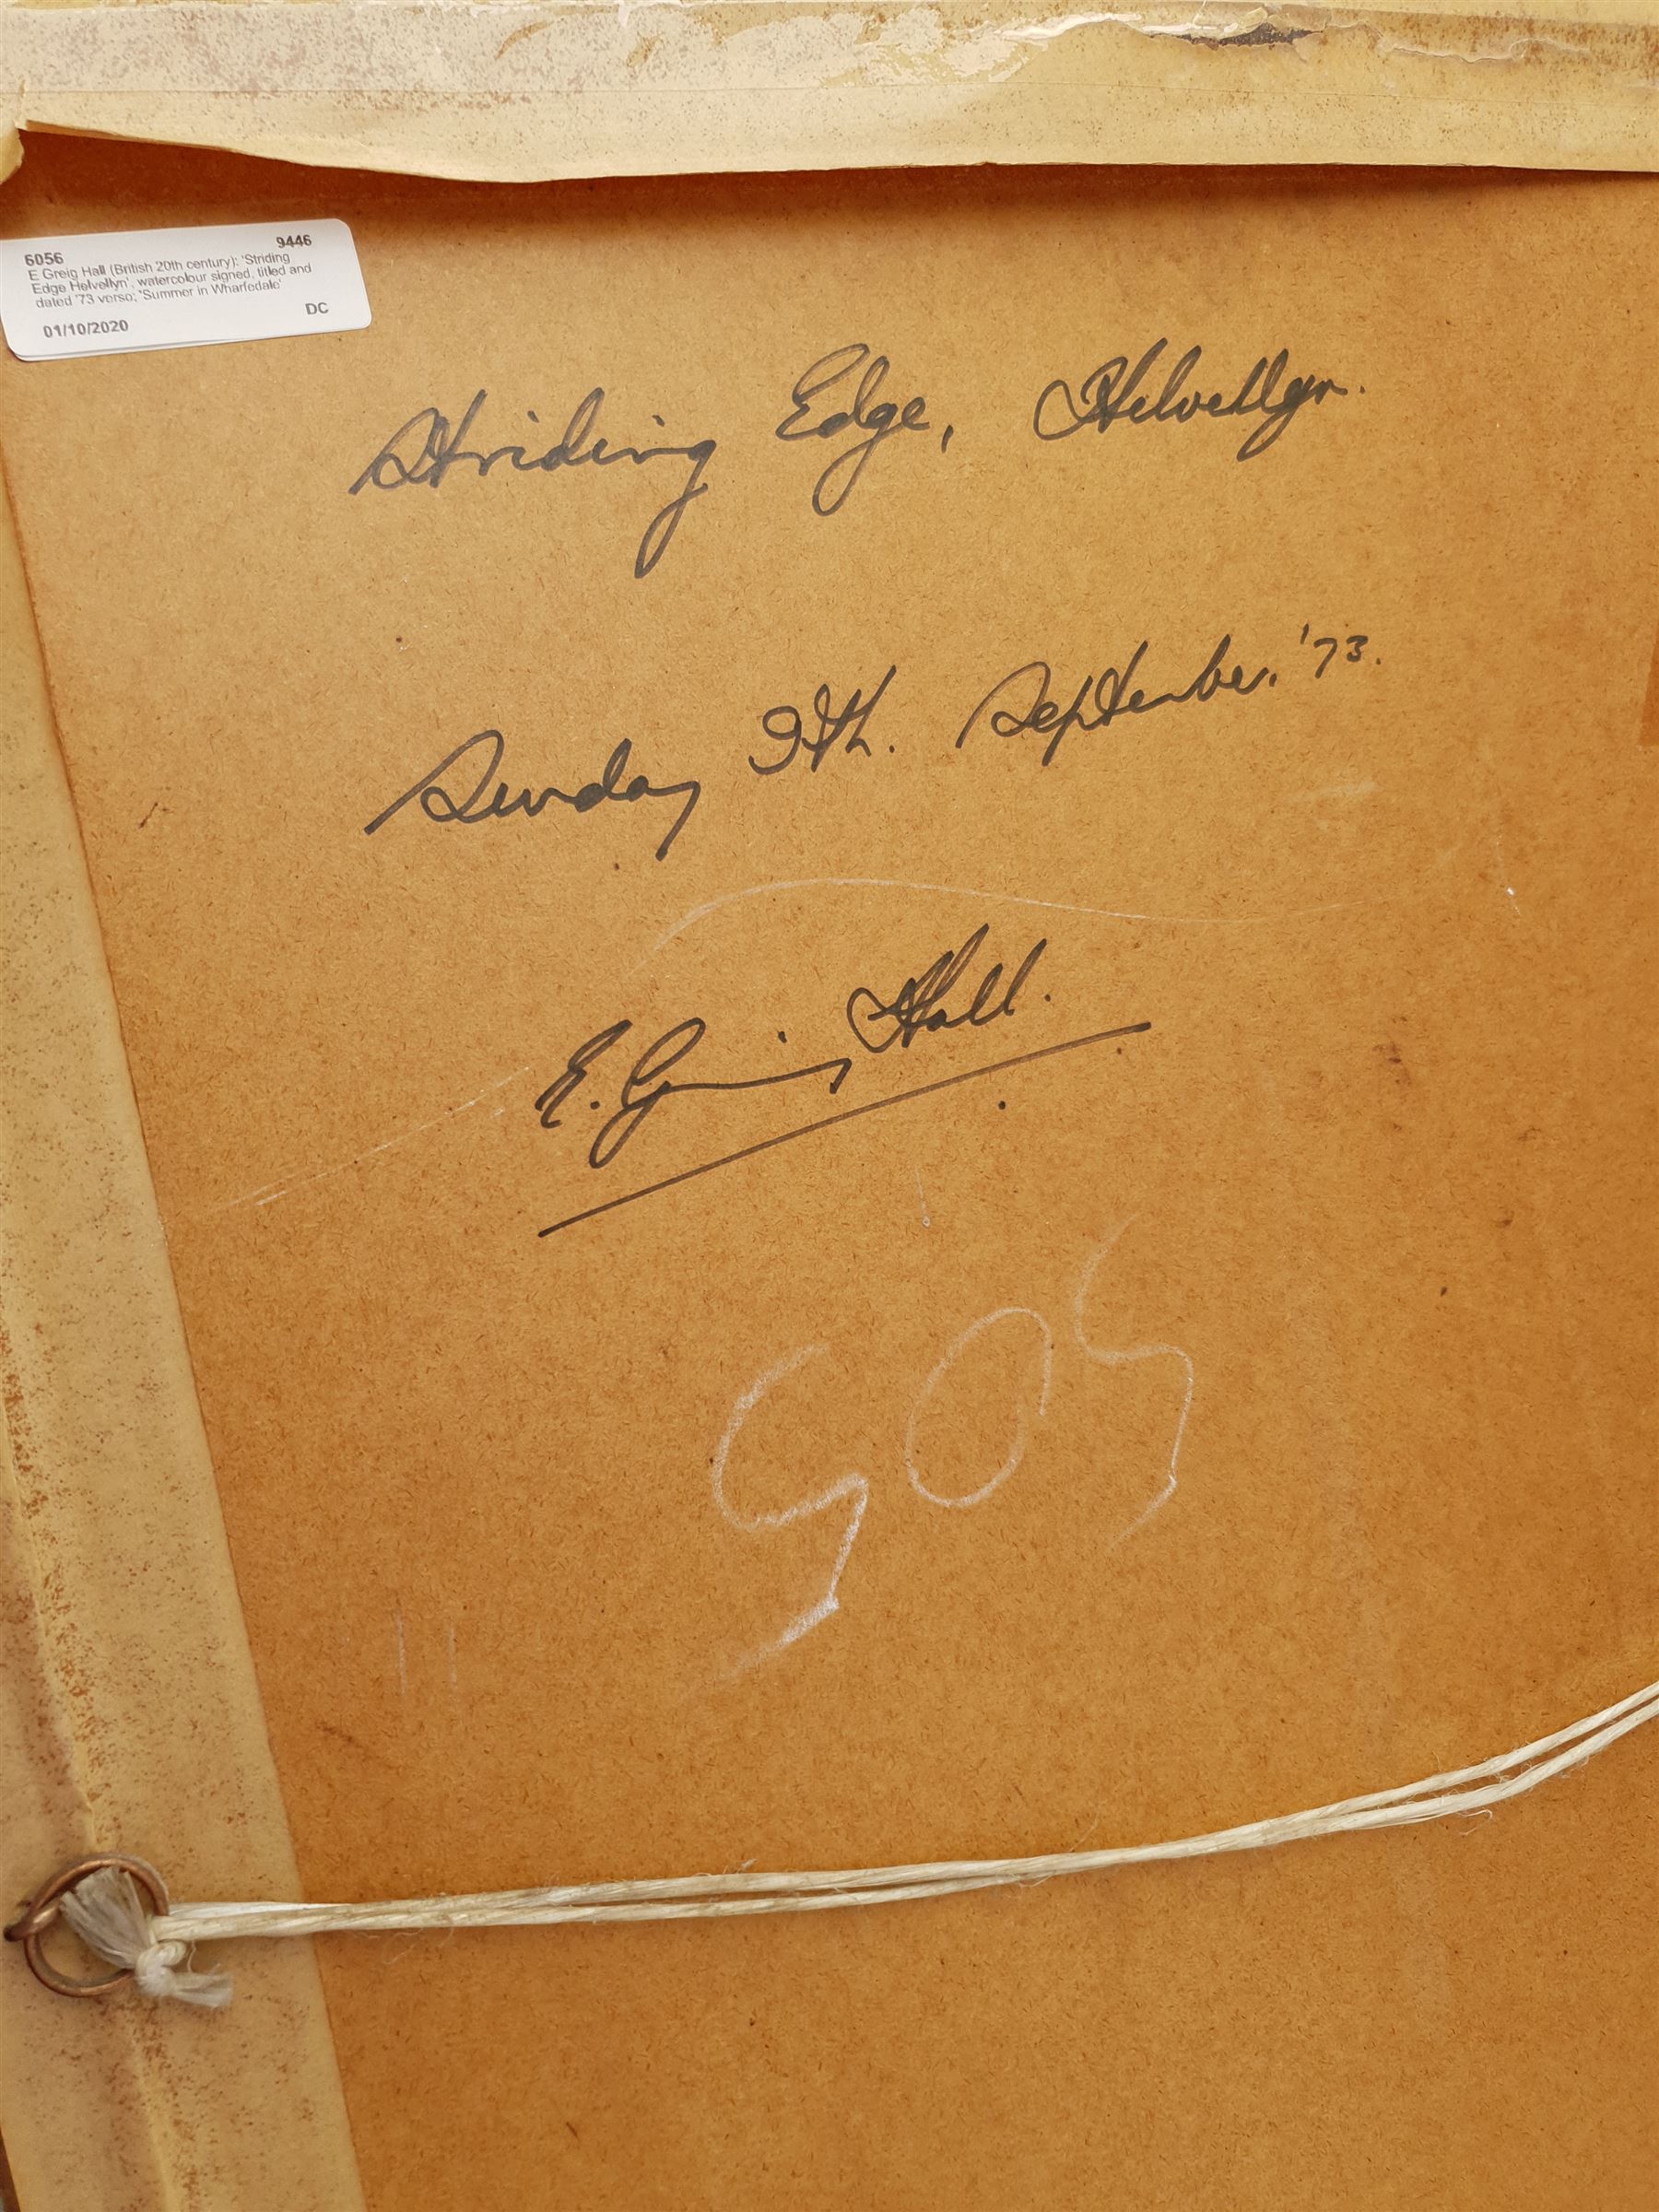 6056 9446
E Greig Hall (British 20th century); 'Striding
Edge Helvellyn', watercolour signed, titled and
dated '73 verso; 'Summer in Wharfedale'
DC
01/10/2020
Striding Edge, Helvellyn.
Sunday 9th. September. '73.
E. Greig Hall.
SOS